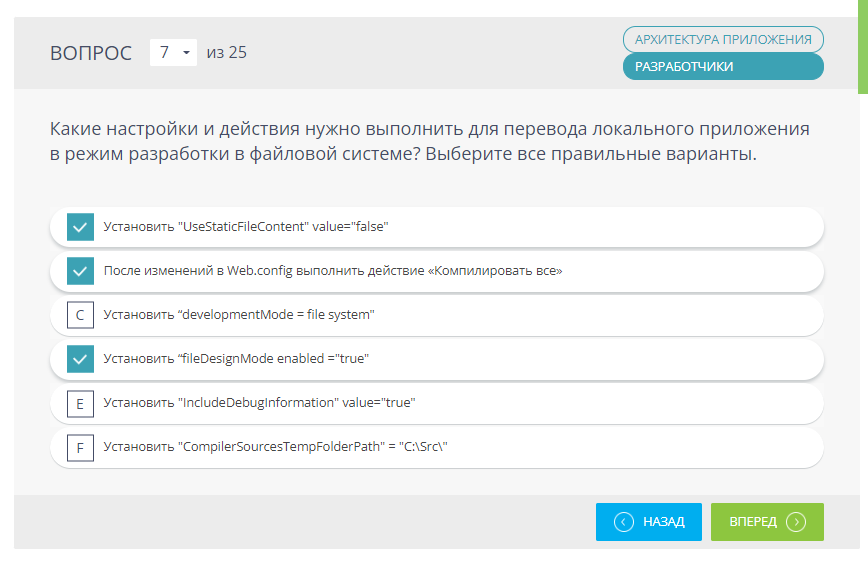 ВОПРОС 7 из 25
АРХИТЕКТУРА ПРИЛОЖЕНИЯ
РАЗРАБОТЧИКИ
Какие настройки и действия нужно выполнить для перевода локального приложения
в режим разработки в файловой системе? Выберите все правильные варианты.
Установить "UseStaticFileContent" value="false"
После изменений в Web.config выполнить действие «Компилировать все»
C Установить “developmentMode = file system"
Установить “fileDesignMode enabled ="true"
E Установить "IncludeDebugInformation" value="true"
F Установить "CompilerSourcesTempFolderPath" = "C:\Src\"
НАЗАД ВПЕРЕД